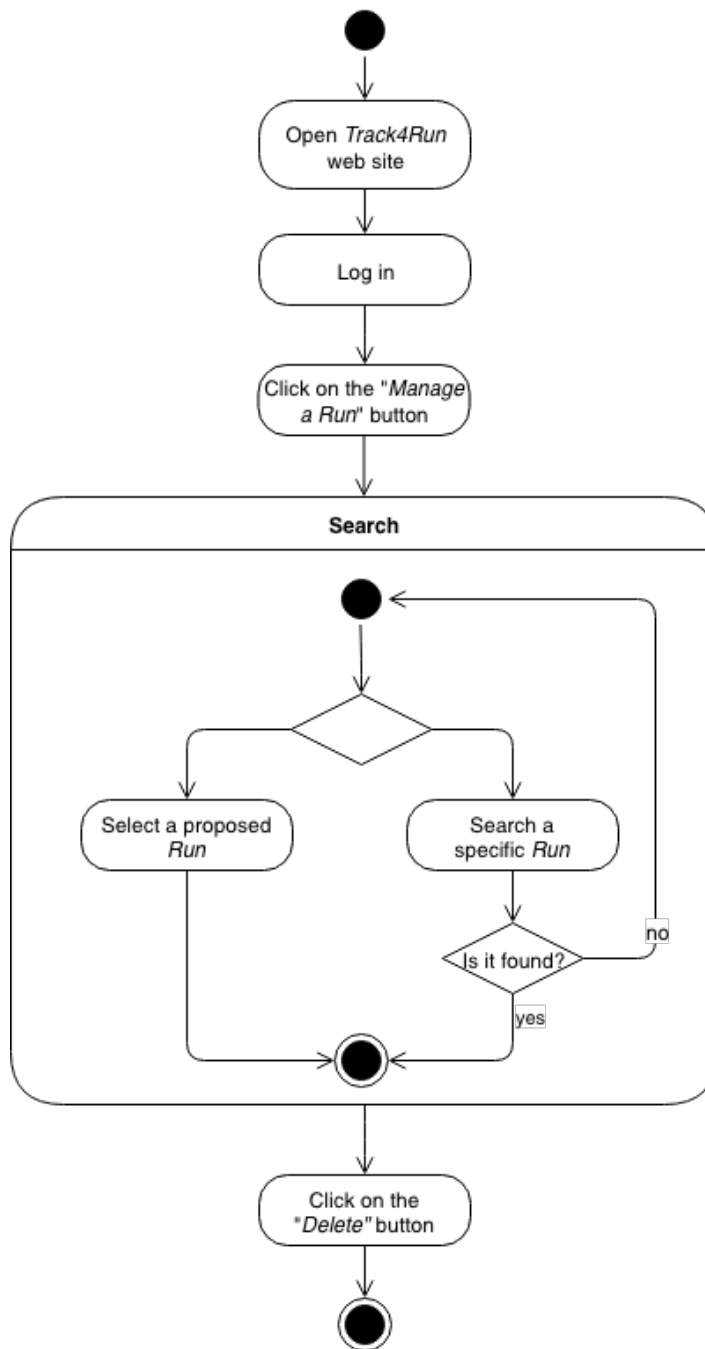 Open Track4Run
web site
Log in
Click on the "Manage
a Run" button
Search
Select a proposed
Run
Search a
specific Run
Is it found?
no
yes
Click on the
"Delete" button